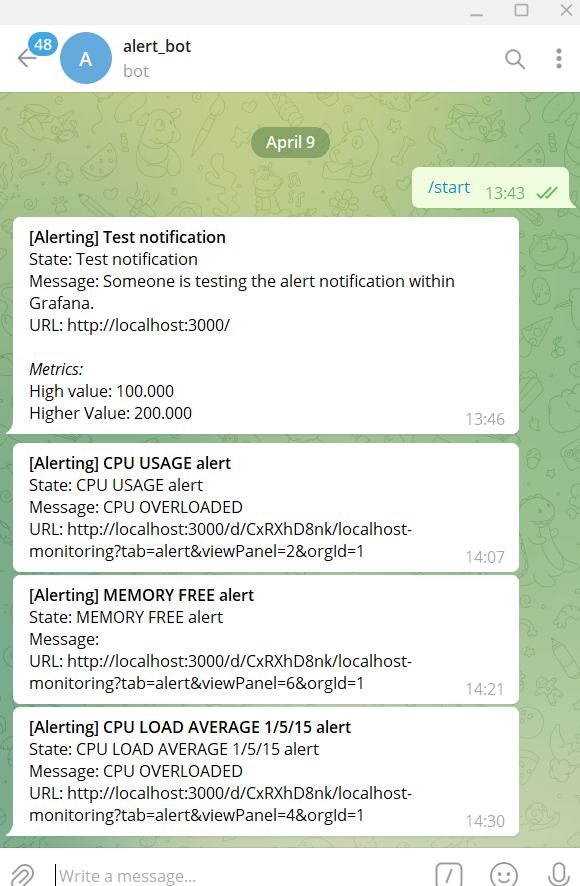 48
A
alert_bot
bot
April 9
/start 13:43
[Alerting] Test notification
State: Test notification
Message: Someone is testing the alert notification within
Grafana.
URL: http://localhost:3000/
Metrics:
High value: 100.000
Higher Value: 200.000
13:46
[Alerting] CPU USAGE alert
State: CPU USAGE alert
Message: CPU OVERLOADED
URL: http://localhost:3000/d/CxRXhD8nk/localhost-
monitoring?tab=alert&viewPanel=2&orgId=1
14:07
[Alerting] MEMORY FREE alert
State: MEMORY FREE alert
Message:
URL: http://localhost:3000/d/CxRXhD8nk/localhost-
monitoring?tab=alert&viewPanel=6&orgId=1
14:21
[Alerting] CPU LOAD AVERAGE 1/5/15 alert
State: CPU LOAD AVERAGE 1/5/15 alert
Message: CPU OVERLOADED
URL: http://localhost:3000/d/CxRXhD8nk/localhost-
monitoring?tab=alert&viewPanel=4&orgId=1
14:30
Write a message...